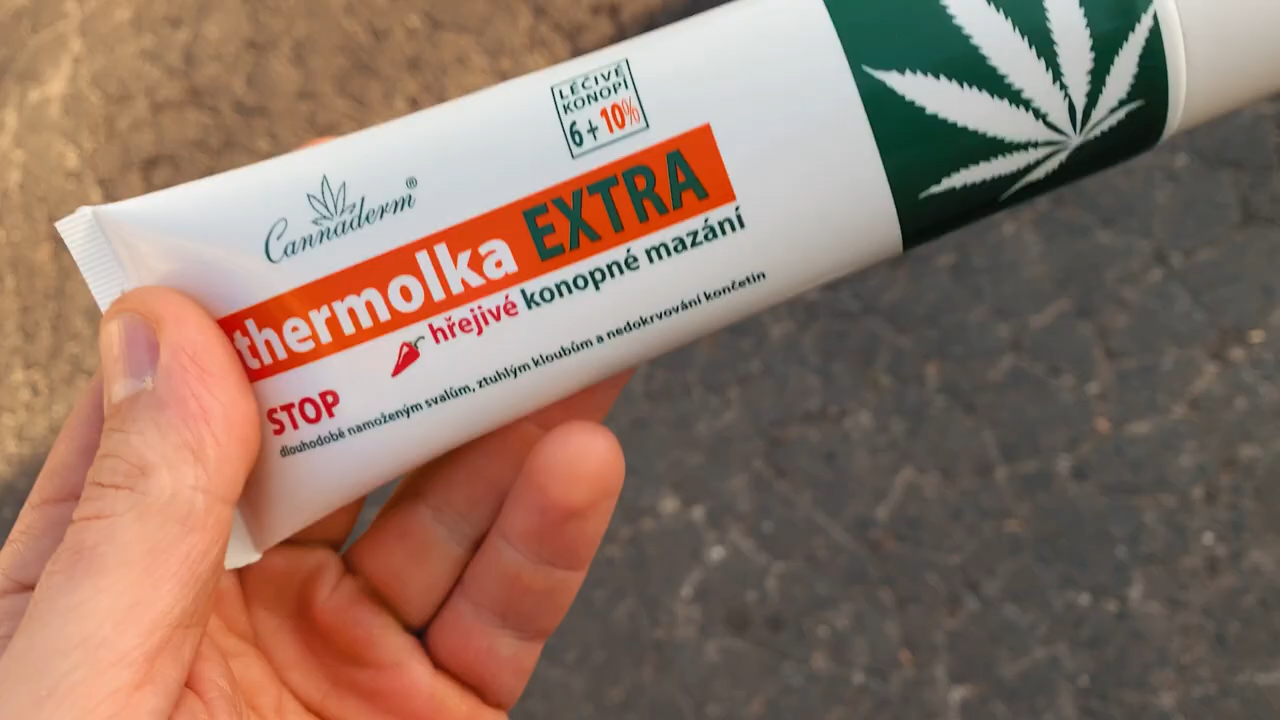 LÉČIVÉ
KONOPÍ
6 + 10%
Cannaderm®
thermolka EXTRA
hřejivé konopné mazání
STOP
dlouhodobě namoženým svalům, ztuhlým kloubům a nedokrvování končetin